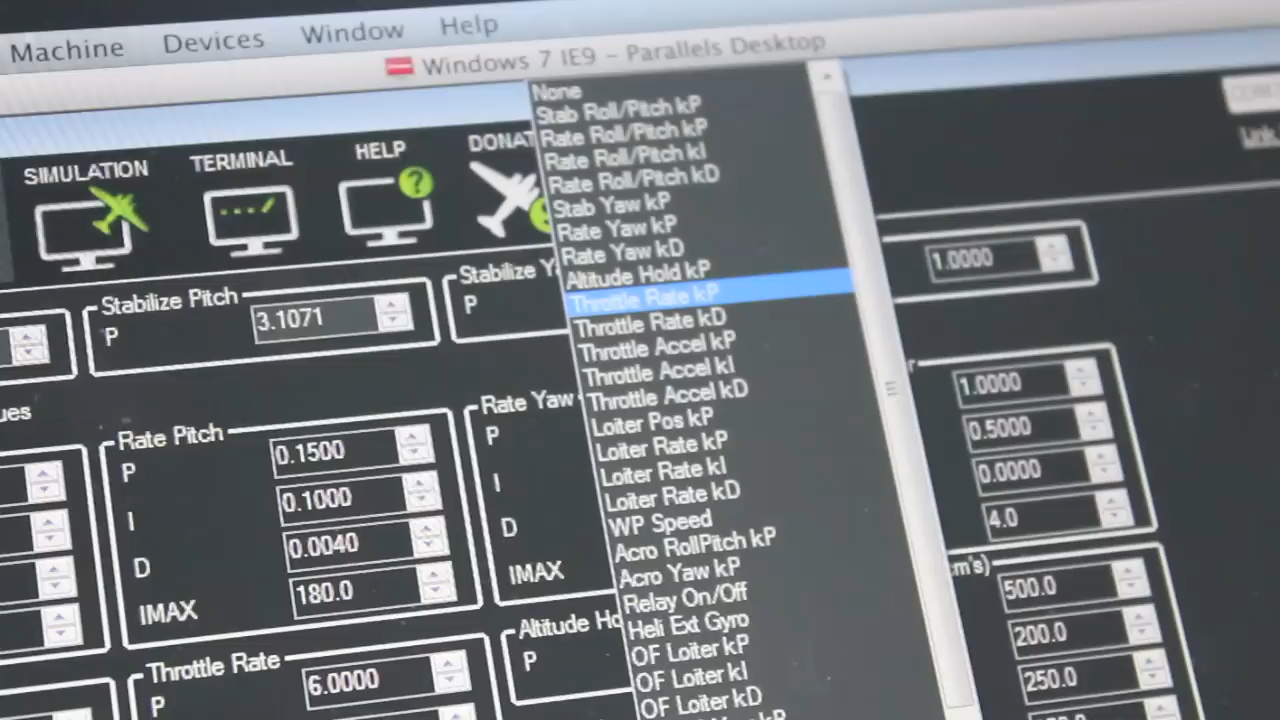 Machine Devices Window Help
Windows 7 IE9 - Parallels Desktop
SIMULATION TERMINAL HELP
None
Stab Roll/Pitch kP
Rate Roll/Pitch kP
Rate Roll/Pitch kI
Rate Roll/Pitch kD
Stab Yaw kP
Rate Yaw kP
Rate Yaw kD
Altitude Hold kP
Throttle Rate kP
Throttle Rate kD
Throttle Accel kP
Throttle Accel kI
Throttle Accel kD
Loiter Pos kP
Loiter Rate kP
Loiter Rate kI
Loiter Rate kD
WP Speed
Acro RollPitch kP
Acro Yaw kP
Relay On/Off
Heli Ext Gyro
OF Loiter kP
OF Loiter kI
OF Loiter kD
Stabilize Pitch
P 3.1071
Stabilize
P
1.0000
Rate Pitch
P 0.1500
I 0.1000
D 0.0040
IMAX 180.0
Rate Yaw
P
I
D
IMAX
1.0000
0.5000
0.0000
4.0
Throttle Rate
P 6.0000
Altitude
P
500.0
200.0
250.0